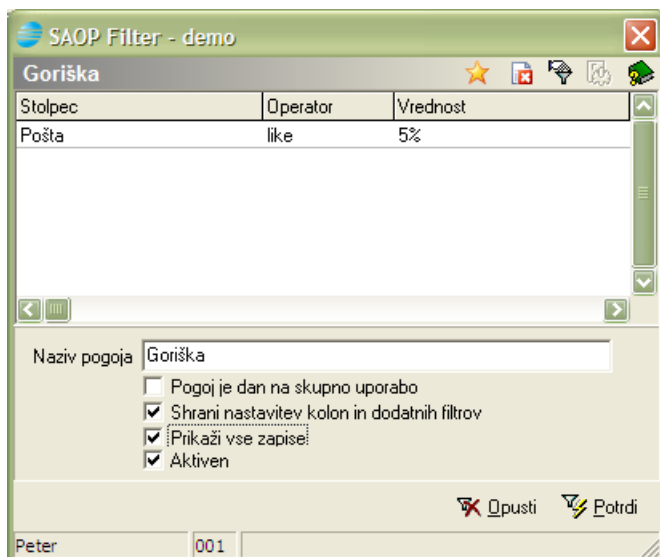 SAOP Filter - demo
Goriška
Stolpec Operator Vrednost
Pošta like 5%
Naziv pogoja Goriška
Pogoj je dan na skupno uporabo
Shrani nastavitev kolon in dodatnih filtrov
Prikaži vse zapise
Aktiven
Opusti Potrdi
Peter 001